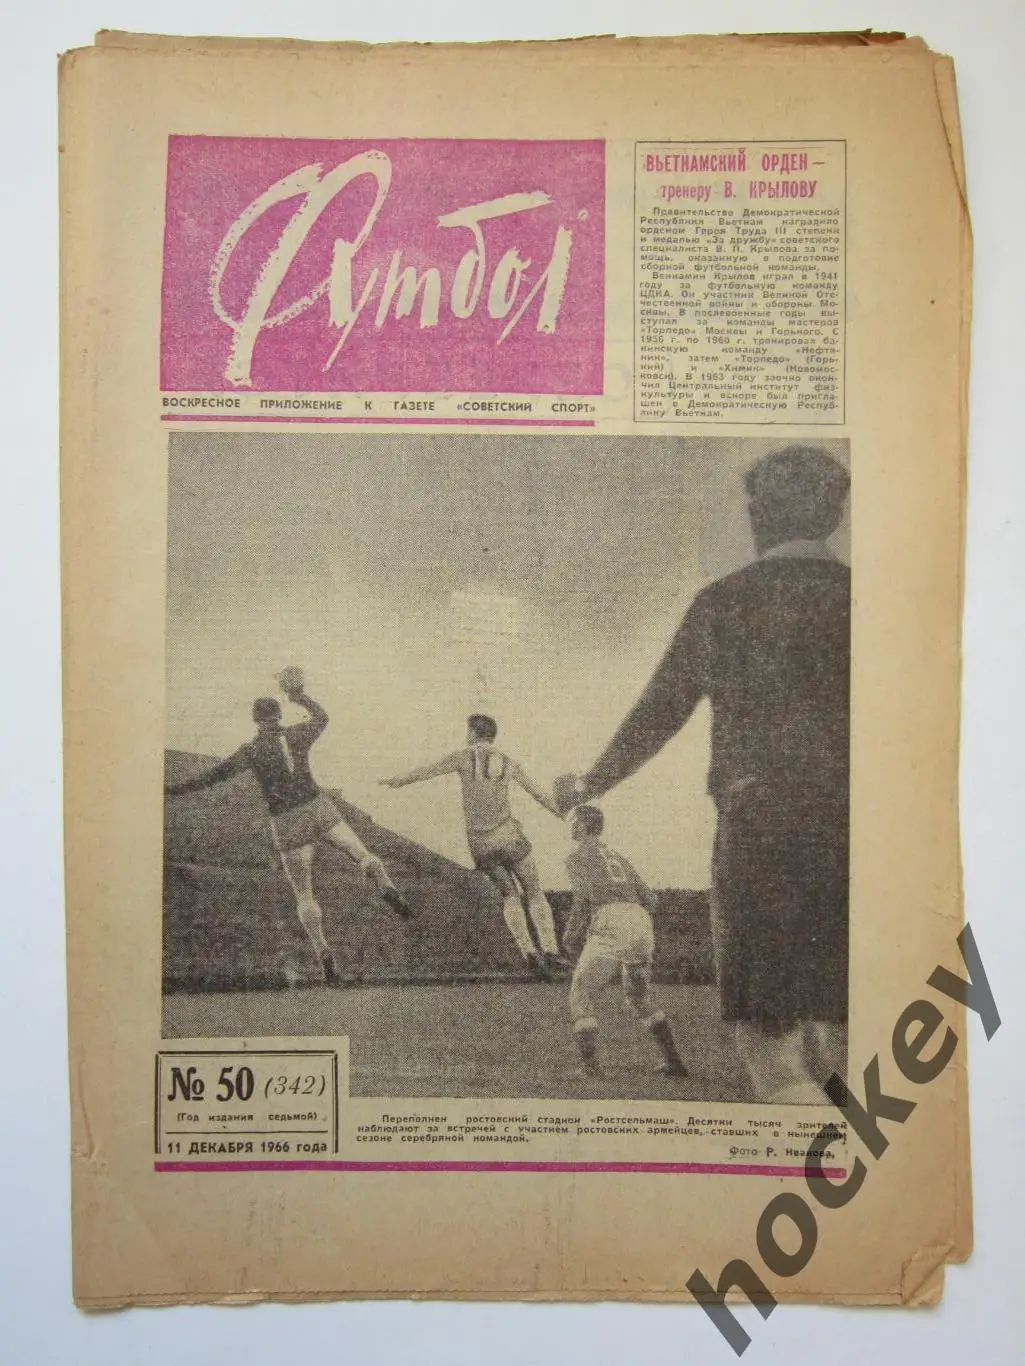 Футбол
ВОСКРЕСНОЕ ПРИЛОЖЕНИЕ К ГАЗЕТЕ «СОВЕТСКИЙ СПОРТ»
ВЬЕТНАМСКИЙ ОРДЕН —
тренеру В. КРЫЛОВУ
Правительство Демократической
Республики Вьетнам наградило
орденом Героя Труда III степени
и медалью «За дружбу» советского
специалиста В. П. Крылова за по-
мощь, оказанную в подготовке
сборной футбольной команды.
Вениамин Крылов играл в 1941
году за футбольную команду
ЦДКА. Он участник Великой Оте-
чественной войны и обороны Мос-
квы. В послевоенные годы вы-
ступал за команды мастеров
«Торпедо» Москвы и Горького. С
1956 г. по 1960 г. тренировал ба-
кинскую команду «Нефтя-
ник», затем «Торпедо» (Горь-
кий) и «Химик» (Новомос-
ковск). В 1963 году заочно окон-
чил Центральный институт физ-
культуры и вскоре был пригла-
шен в Демократическую Респуб-
лику Вьетнам.
10
6
№ 50 (342)
(Год издания седьмой)
11 ДЕКАБРЯ 1966 года
Переполнен ростовский стадион «Ростсельмаш». Десятки тысяч зрителей
наблюдают за встречей с участием ростовских армейцев, ставших в нынешнем
сезоне серебряной командой.
Фото Р. Иванова.
hockey